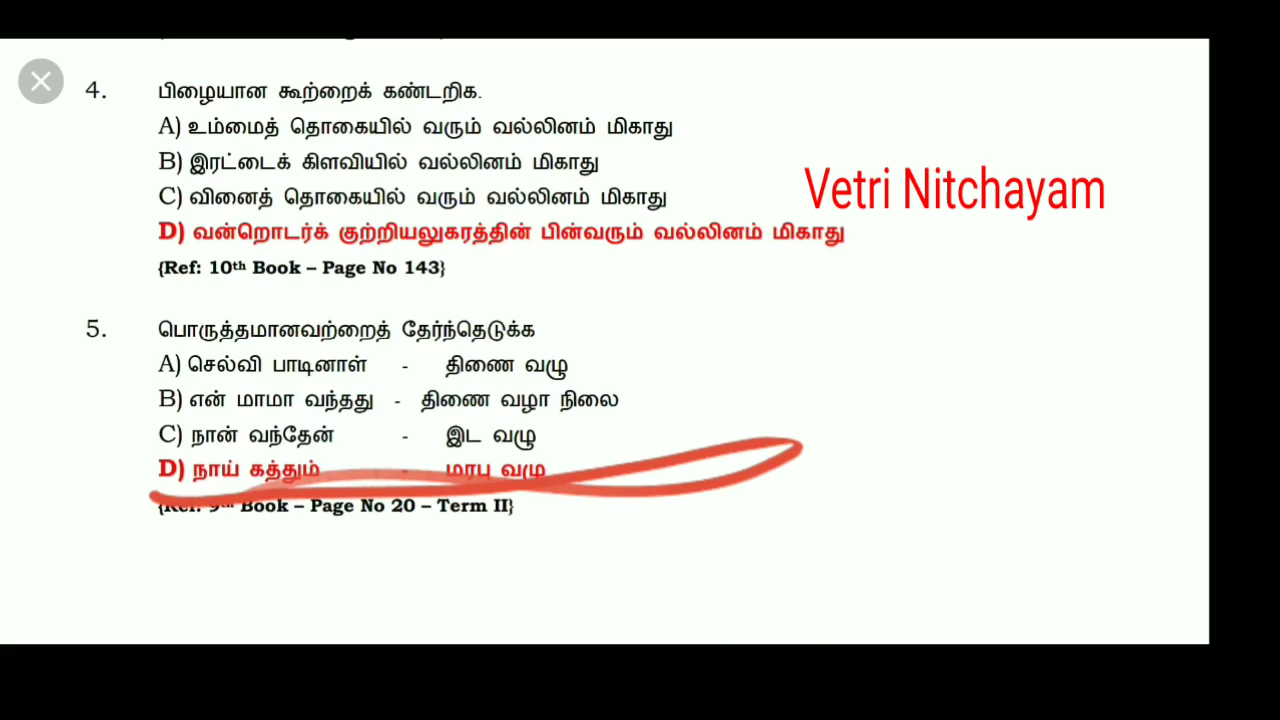 4. பிழையான கூற்றைக் கண்டறிக.
A) உம்மைத் தொகையில் வரும் வல்லினம் மிகாது
B) இரட்டைக் கிளவியில் வல்லினம் மிகாது
C) வினைத் தொகையில் வரும் வல்லினம் மிகாது
Vetri Nitchayam
D) வன்றொடர்க் குற்றியலுகரத்தின் பின்வரும் வல்லினம் மிகாது
{Ref: 10th Book – Page No 143}
5. பொருத்தமானவற்றைத் தேர்ந்தெடுக்க
A) செல்வி பாடினாள் - திணை வழு
B) என் மாமா வந்தது - திணை வழா நிலை
C) நான் வந்தேன் - இட வழு
D) நாய் கத்தும் - மரபு வழு
{Ref: 9th Book – Page No 20 – Term II}